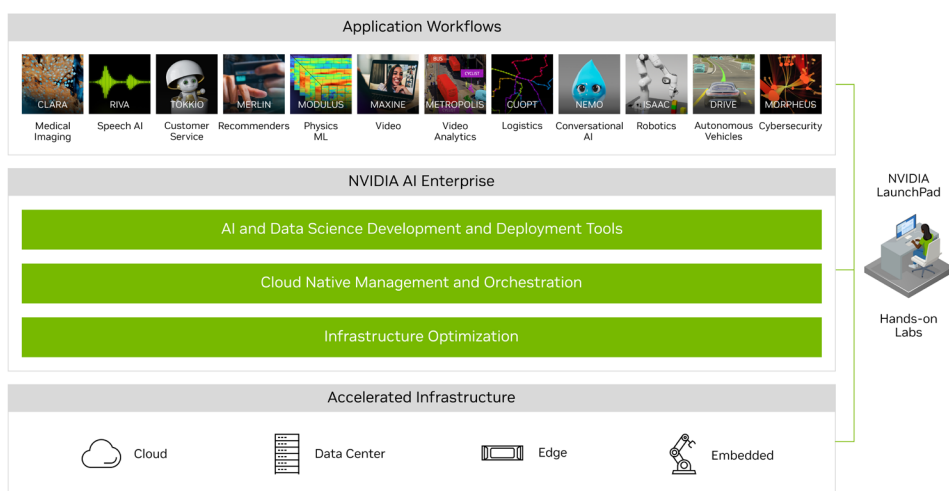 Application Workflows
CLARA
RIVA
TOKKIO
MERLIN
MODULUS
MAXINE
BUS
CYCLIST
METROPOLIS
CUOPT
NEMO
ISAAC
DRIVE
MORPHEUS
Medical
Imaging
Speech AI
Customer
Service
Recommenders
Physics
ML
Video
Video
Analytics
Logistics
Conversational
AI
Robotics
Autonomous
Vehicles
Cybersecurity
NVIDIA AI Enterprise
AI and Data Science Development and Deployment Tools
Cloud Native Management and Orchestration
Infrastructure Optimization
Accelerated Infrastructure
Cloud
Data Center
Edge
Embedded
NVIDIA
LaunchPad
Hands-on
Labs